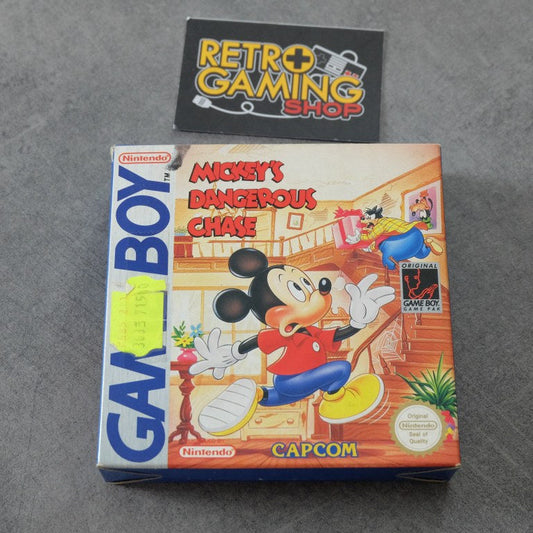 RETRO
GAMING
SHOP
Nintendo
GAME BOY
TM
MICKEY'S
DANGEROUS
CHASE
ORIGINAL
GAME BOY
GAME PAK
Original
Nintendo
Seal of
Quality
Nintendo
CAPCOM